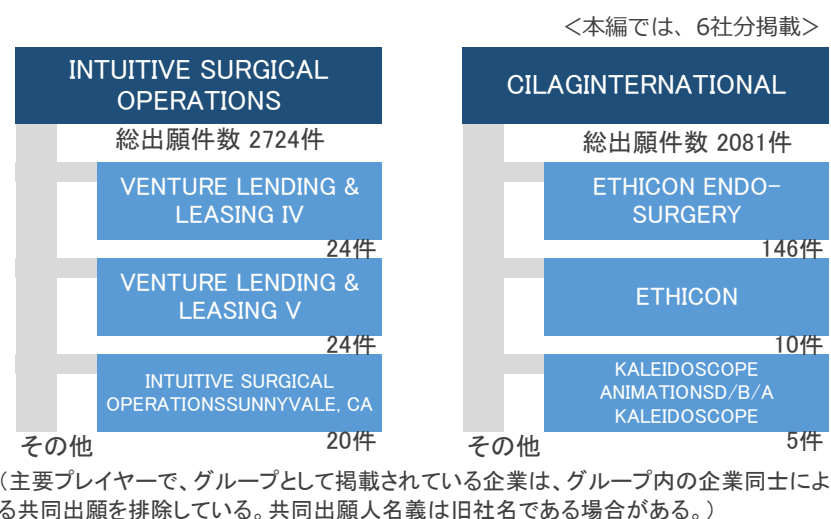 ＜本編では、6社分掲載＞
INTUITIVE SURGICAL
OPERATIONS
総出願件数 2724件
VENTURE LENDING &
LEASING IV
24件
VENTURE LENDING &
LEASING V
24件
INTUITIVE SURGICAL
OPERATIONSSUNNYVALE, CA
20件
その他
CILAGINTERNATIONAL
総出願件数 2081件
ETHICON ENDO-
SURGERY
146件
ETHICON
10件
KALEIDOSCOPE
ANIMATIONSD/B/A
KALEIDOSCOPE
5件
その他
（主要プレイヤーで、グループとして掲載されている企業は、グループ内の企業同士によ
る共同出願を排除している。共同出願人名義は旧社名である場合がある。）